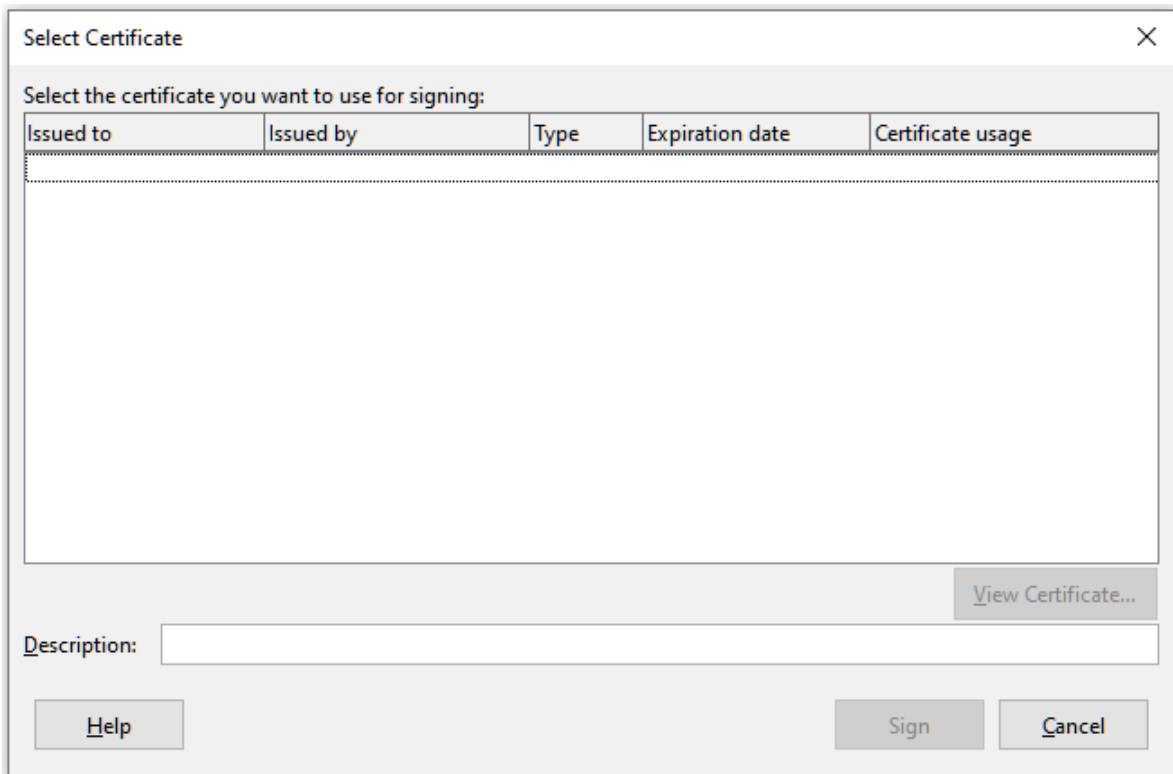 Select Certificate
Select the certificate you want to use for signing:
Issued to Issued by Type Expiration date Certificate usage
View Certificate...
Description:
Help Sign Cancel